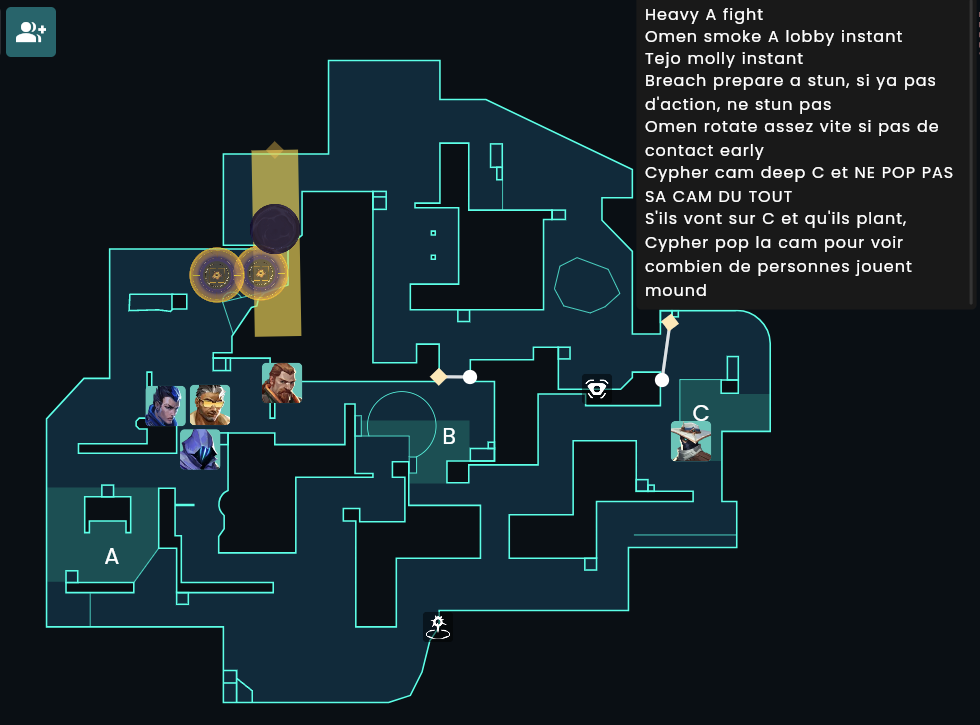 Heavy A fight
Omen smoke A lobby instant
Tejo molly instant
Breach prepare a stun, si ya pas
d'action, ne stun pas
Omen rotate assez vite si pas de
contact early
Cypher cam deep C et NE POP PAS
SA CAM DU TOUT
S'ils vont sur C et qu'ils plant,
Cypher pop la cam pour voir
combien de personnes jouent
mound
C
B
A